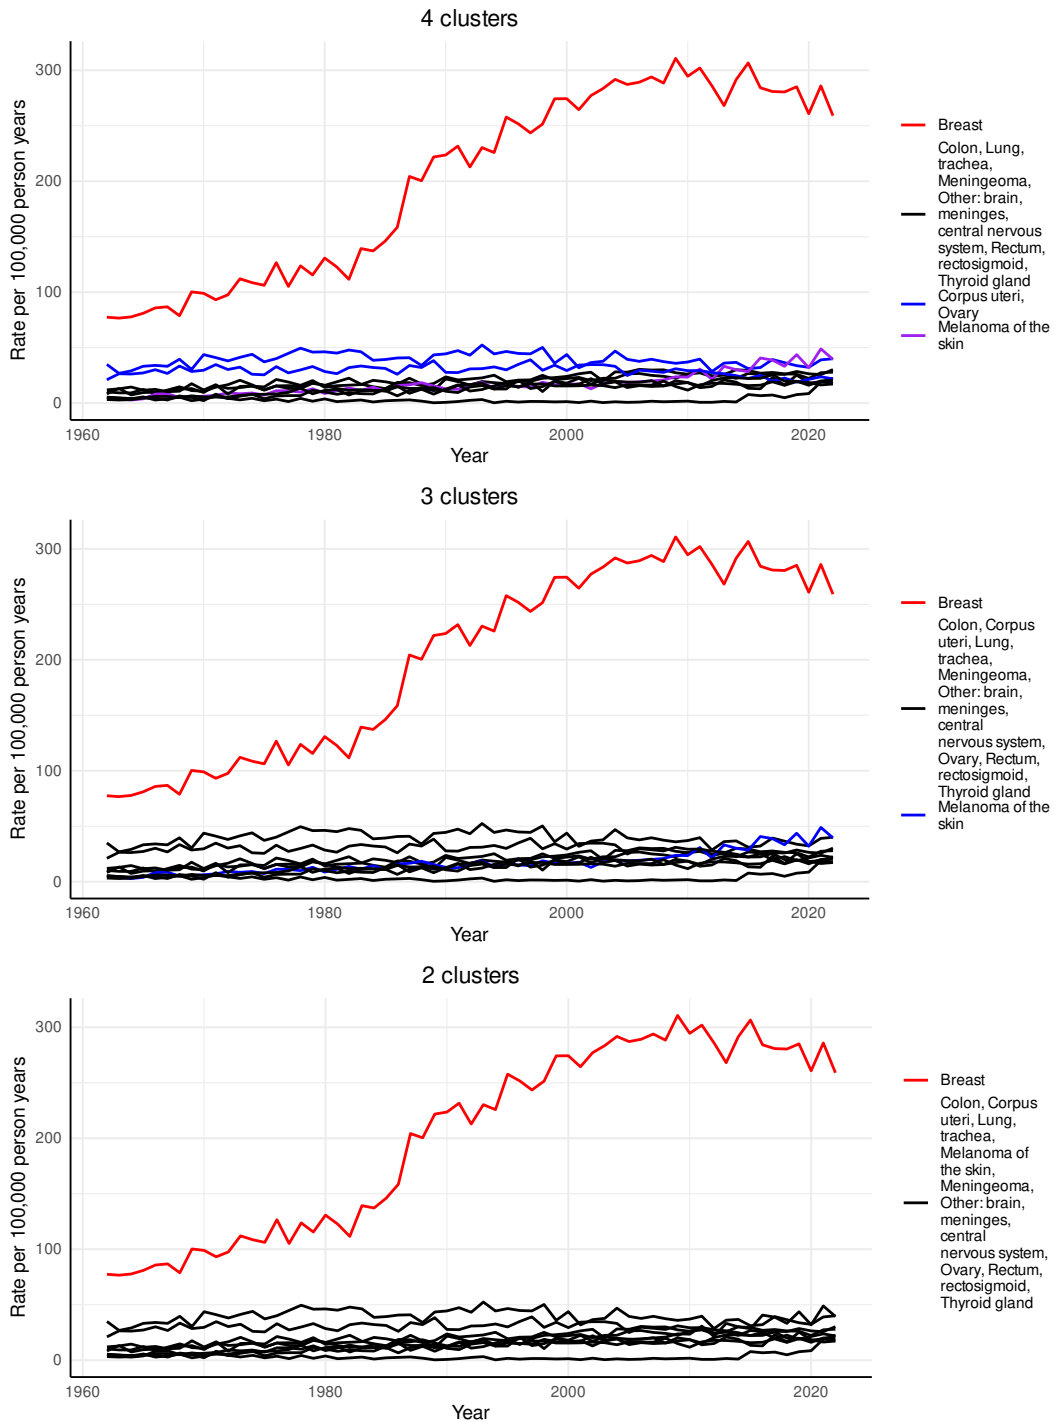 4 clusters
Rate per 100,000 person years
300
200
100
0
1960
1980
2000
2020
Year
Breast
Colon, Lung,
trachea,
Meningeoma,
Other: brain,
meninges,
central nervous
system, Rectum,
rectosigmoid,
Thyroid gland
Corpus uteri,
Ovary
Melanoma of the
skin
3 clusters
Rate per 100,000 person years
300
200
100
0
1960
1980
2000
2020
Year
Breast
Colon, Corpus
uteri, Lung,
trachea,
Meningeoma,
Other: brain,
meninges,
central
nervous system,
Ovary, Rectum,
rectosigmoid,
Thyroid gland
Melanoma of the
skin
2 clusters
Rate per 100,000 person years
300
200
100
0
1960
1980
2000
2020
Year
Breast
Colon, Corpus
uteri, Lung,
trachea,
Melanoma of
the skin,
Meningeoma,
Other: brain,
meninges,
central
nervous system,
Ovary, Rectum,
rectosigmoid,
Thyroid gland